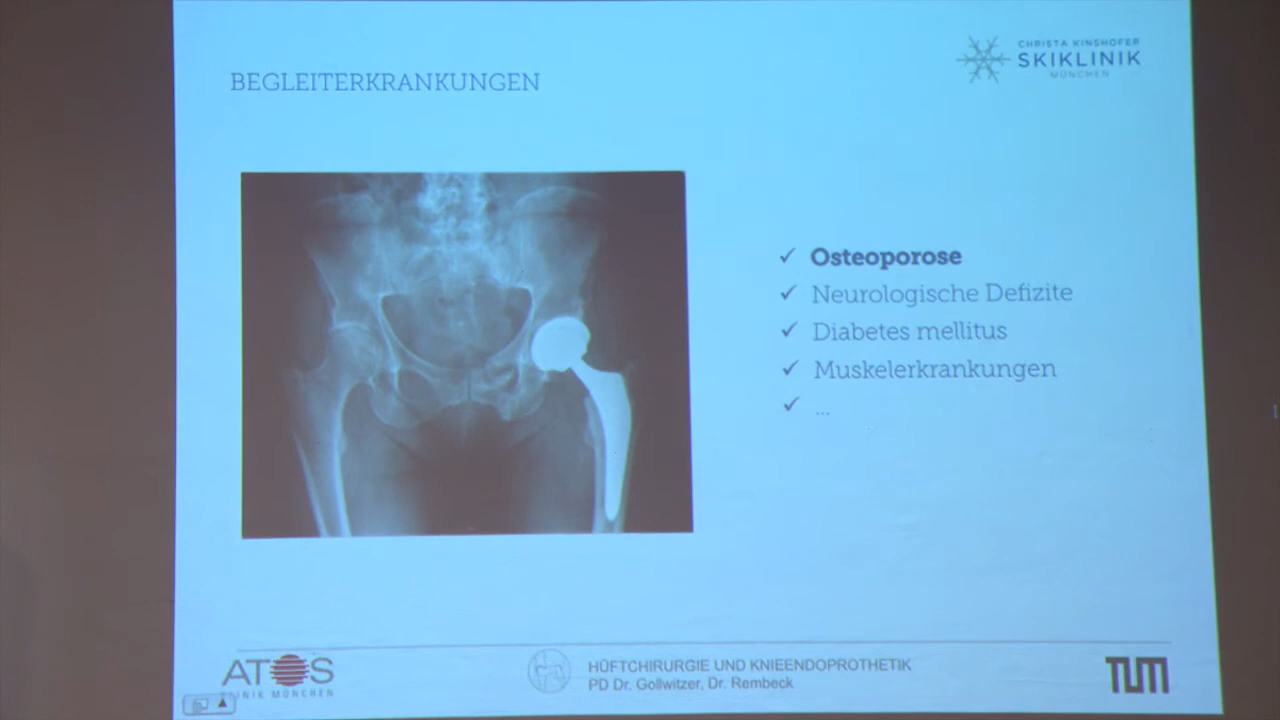 BEGLEITERKRANKUNGEN
CHRISTA KINSHOFER
SKIKLINIK
MÜNCHEN
✓ Osteoporose
✓ Neurologische Defizite
✓ Diabetes mellitus
✓ Muskelerkrankungen
✓ ...
ATOS
KLINIK MÜNCHEN
HÜFTCHIRURGIE UND KNIEENDOPROTHETIK
PD Dr. Gollwitzer, Dr. Rembeck
TUM